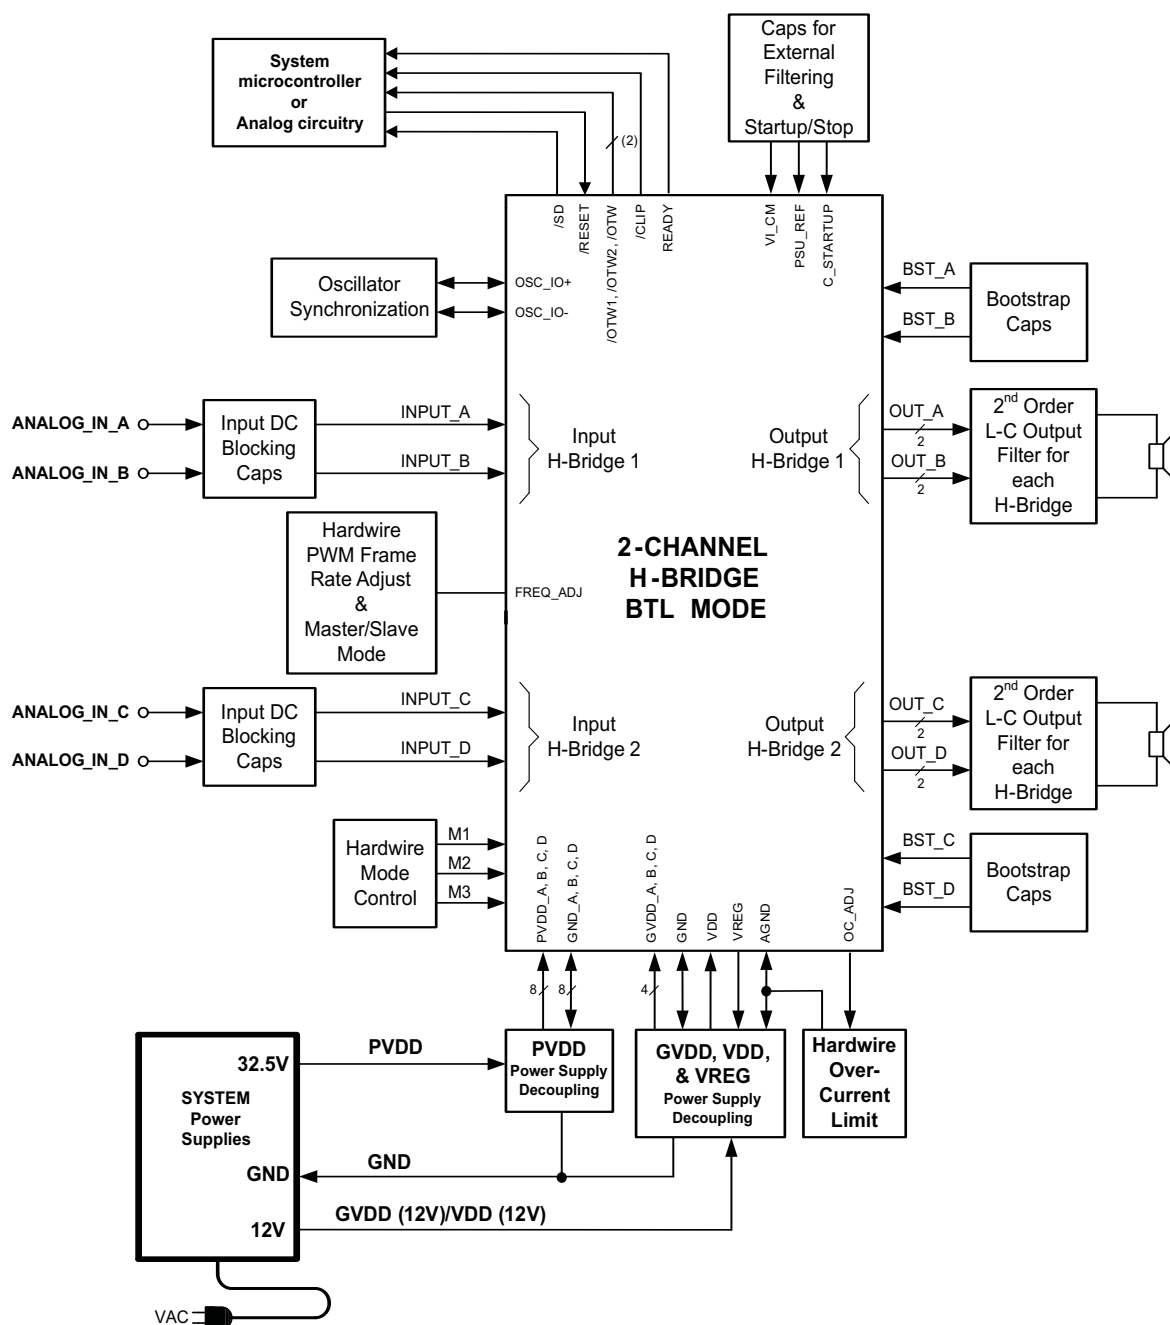 System
microcontroller
or
Analog circuitry
Caps for
External
Filtering
&
Startup/Stop
(2)
/SD
/RESET
/OTW1, /OTW2, /OTW
/CLIP
READY
VI_CM
PSU_REF
C_STARTUP
Oscillator
Synchronization
OSC_IO+
OSC_IO-
BST_A
BST_B
Bootstrap
Caps
ANALOG_IN_A
ANALOG_IN_B
Input DC
Blocking
Caps
INPUT_A
INPUT_B
Input
H-Bridge 1
Output
H-Bridge 1
OUT_A
2
OUT_B
2
2nd Order
L-C Output
Filter for
each
H-Bridge
Hardwire
PWM Frame
Rate Adjust
&
Master/Slave
Mode
FREQ_ADJ
2-CHANNEL
H-BRIDGE
BTL MODE
ANALOG_IN_C
ANALOG_IN_D
Input DC
Blocking
Caps
INPUT_C
INPUT_D
Input
H-Bridge 2
Output
H-Bridge 2
OUT_C
2
OUT_D
2
2nd Order
L-C Output
Filter for
each
H-Bridge
Hardwire
Mode
Control
M1
M2
M3
PVDD_A, B, C, D
GND_A, B, C, D
GVDD_A, B, C, D
GND
VDD
VREG
AGND
OC_ADJ
BST_C
BST_D
Bootstrap
Caps
8
8
4
32.5V
PVDD
SYSTEM
Power
Supplies
GND
12V
PVDD
Power Supply
Decoupling
GVDD, VDD,
& VREG
Power Supply
Decoupling
Hardwire
Over-
Current
Limit
GND
GVDD (12V)/VDD (12V)
VAC